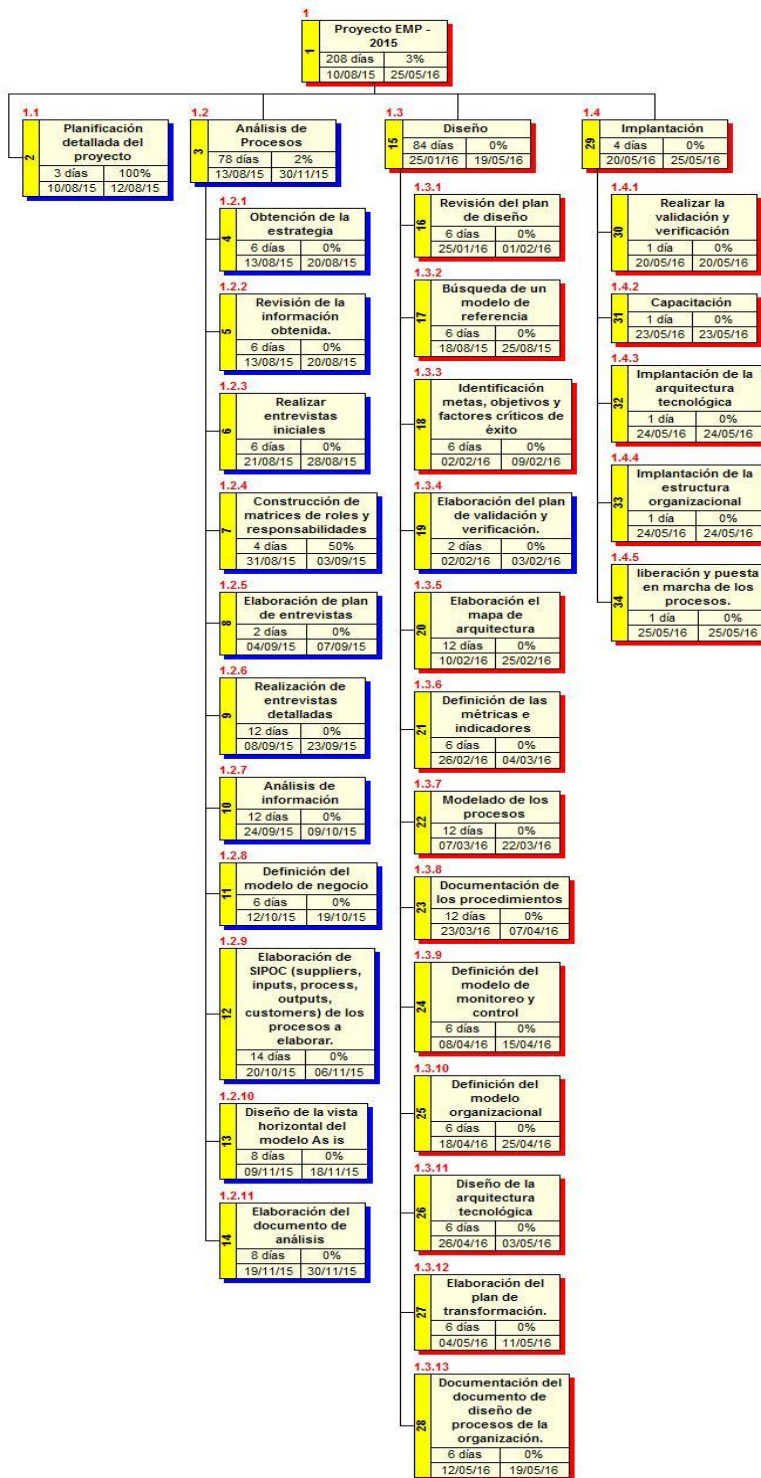 1
Proyecto EMP -
2015
1
208 días 3%
10/08/15 25/05/16
1.1
Planificación
detallada del
proyecto
2
3 días 100%
10/08/15 12/08/15
1.2
Análisis de
Procesos
3
78 días 2%
13/08/15 30/11/15
1.2.1
Obtención de la
estrategia
4
6 días 0%
13/08/15 20/08/15
1.2.2
Revisión de la
información
obtenida.
5
6 días 0%
13/08/15 20/08/15
1.2.3
Realizar
entrevistas
iniciales
6
6 días 0%
21/08/15 28/08/15
1.2.4
Construcción de
matrices de roles y
responsabilidades
7
4 días 50%
31/08/15 03/09/15
1.2.5
Elaboración de plan
de entrevistas
8
2 días 0%
04/09/15 07/09/15
1.2.6
Realización de
entrevistas
detalladas
9
12 días 0%
08/09/15 23/09/15
1.2.7
Análisis de
información
10
12 días 0%
24/09/15 09/10/15
1.2.8
Definición del
modelo de negocio
11
6 días 0%
12/10/15 19/10/15
1.2.9
Elaboración de
SIPOC (suppliers,
inputs, process,
outputs,
customers) de los
procesos a
elaborar.
12
14 días 0%
20/10/15 06/11/15
1.2.10
Diseño de la vista
horizontal del
modelo As is
13
8 días 0%
09/11/15 18/11/15
1.2.11
Elaboración del
documento de
análisis
14
8 días 0%
19/11/15 30/11/15
1.3
Diseño
15
84 días 0%
25/01/16 19/05/16
1.3.1
Revisión del plan
de diseño
16
6 días 0%
25/01/16 01/02/16
1.3.2
Búsqueda de un
modelo de
referencia
17
6 días 0%
18/08/15 25/08/15
1.3.3
Identificación
metas, objetivos y
factores críticos de
éxito
18
6 días 0%
02/02/16 09/02/16
1.3.4
Elaboración del plan
de validación y
verificación.
19
2 días 0%
02/02/16 03/02/16
1.3.5
Elaboración el
mapa de
arquitectura
20
12 días 0%
10/02/16 25/02/16
1.3.6
Definición de las
métricas e
indicadores
21
6 días 0%
26/02/16 04/03/16
1.3.7
Modelado de los
procesos
22
12 días 0%
07/03/16 22/03/16
1.3.8
Documentación de
los procedimientos
23
12 días 0%
23/03/16 07/04/16
1.3.9
Definición del
modelo de
monitoreo y
control
24
6 días 0%
08/04/16 15/04/16
1.3.10
Definición del
modelo
organizacional
25
6 días 0%
18/04/16 25/04/16
1.3.11
Diseño de la
arquitectura
tecnológica
26
6 días 0%
26/04/16 03/05/16
1.3.12
Elaboración del
plan de
transformación.
27
6 días 0%
04/05/16 11/05/16
1.3.13
Documentación del
documento de
diseño de
procesos de la
organización.
28
6 días 0%
12/05/16 19/05/16
1.4
Implantación
29
4 días 0%
20/05/16 25/05/16
1.4.1
Realizar la
validación y
verificación
30
1 día 0%
20/05/16 20/05/16
1.4.2
Capacitación
31
1 día 0%
23/05/16 23/05/16
1.4.3
Implantación de la
arquitectura
tecnológica
32
1 día 0%
24/05/16 24/05/16
1.4.4
Implantación de la
estructura
organizacional
33
1 día 0%
24/05/16 24/05/16
1.4.5
liberación y puesta
en marcha de los
procesos.
34
1 día 0%
25/05/16 25/05/16